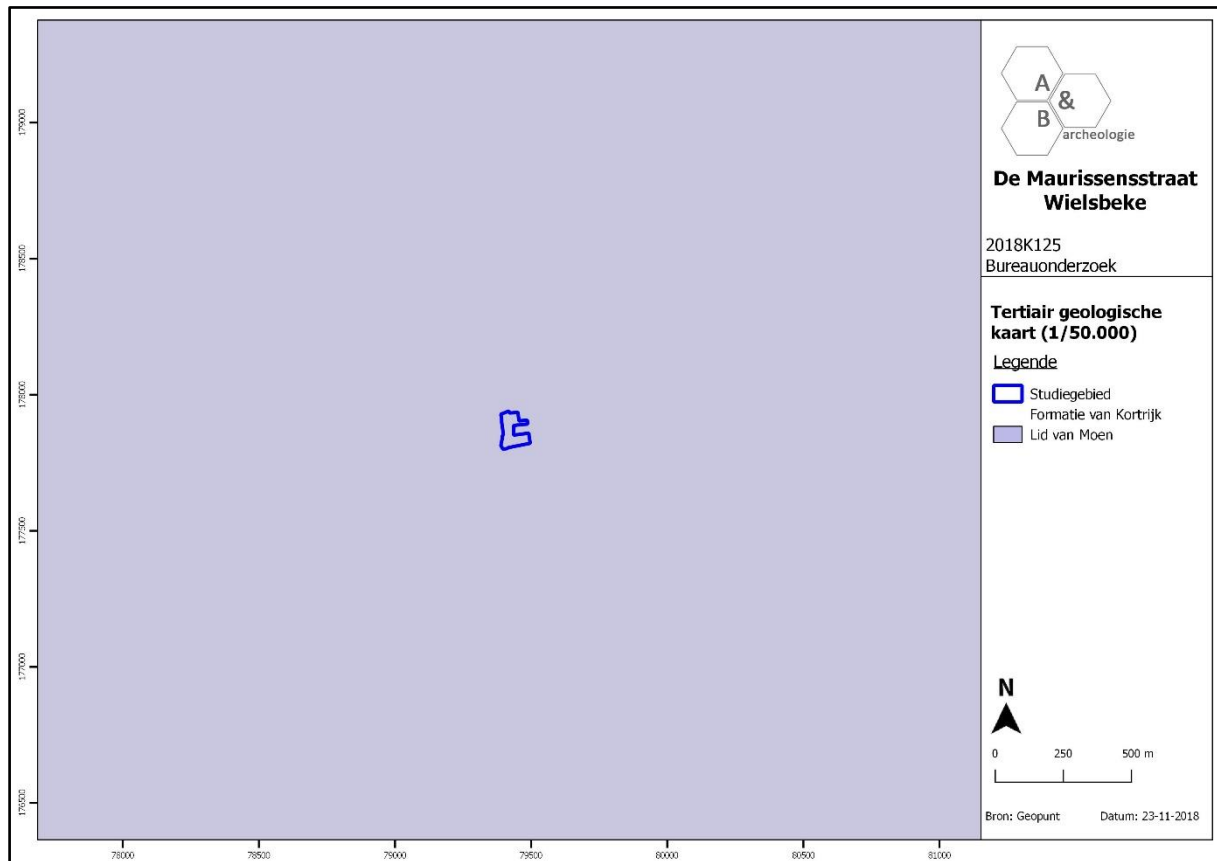 179000
178500
178000
177500
177000
176500
78000
78500
79000
79500
80000
80500
81000
A
&
B
archeologie
De Maurissensstraat
Wielsbeke
2018K125
Bureauonderzoek
Tertiair geologische
kaart (1/50.000)
Legende
Studiegebied
Formatie van Kortrijk
Lid van Moen
N
0 250 500 m
Bron: Geopunt Datum: 23-11-2018